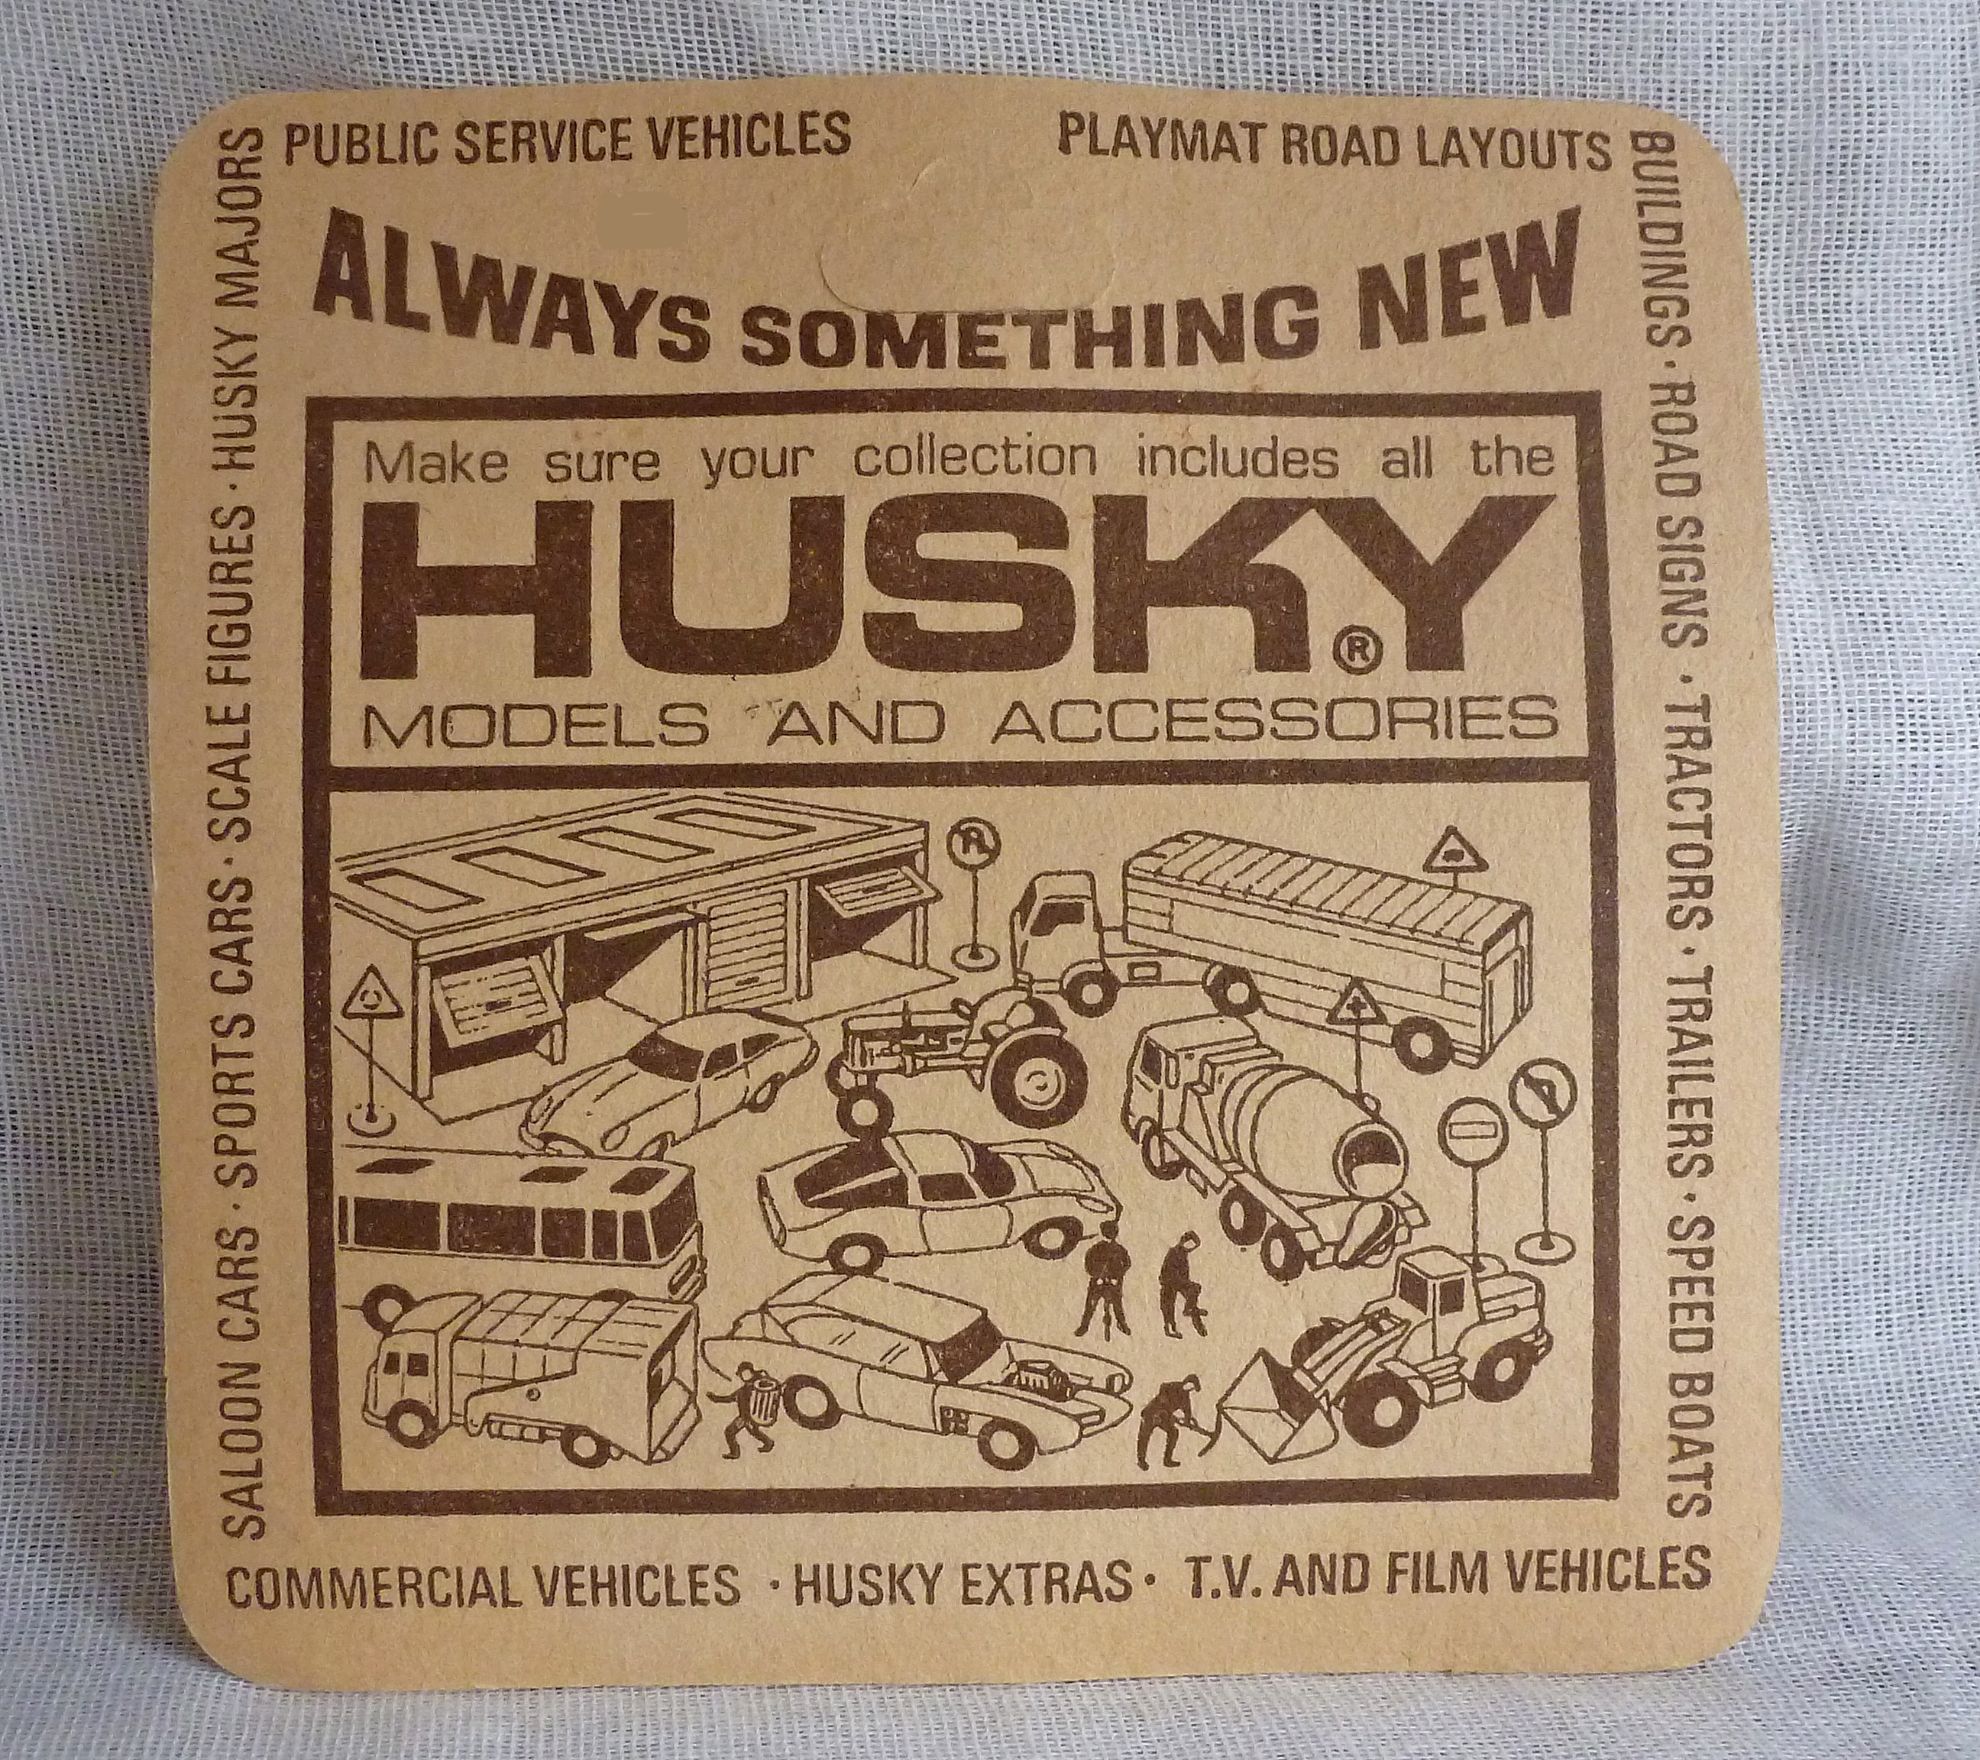 PUBLIC SERVICE VEHICLES
PLAYMAT ROAD LAYOUTS
ALWAYS SOMETHING NEW
Make sure your collection includes all the
HUSKY®
MODELS AND ACCESSORIES
SALOON CARS · SPORTS CARS · SCALE FIGURES · HUSKY MAJORS
BUILDINGS · ROAD SIGNS · TRACTORS · TRAILERS · SPEED BOATS
COMMERCIAL VEHICLES · HUSKY EXTRAS · T.V. AND FILM VEHICLES